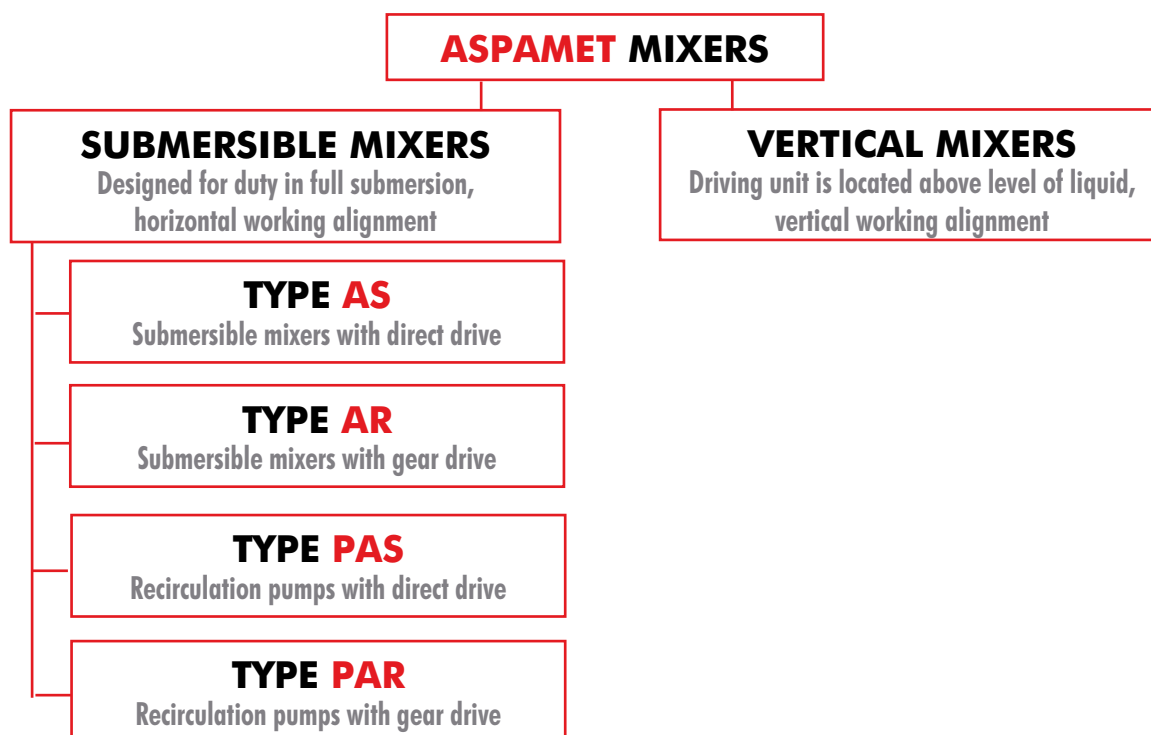 ASPAMET MIXERS
SUBMERSIBLE MIXERS
Designed for duty in full submersion,
horizontal working alignment
VERTICAL MIXERS
Driving unit is located above level of liquid,
vertical working alignment
TYPE AS
Submersible mixers with direct drive
TYPE AR
Submersible mixers with gear drive
TYPE PAS
Recirculation pumps with direct drive
TYPE PAR
Recirculation pumps with gear drive